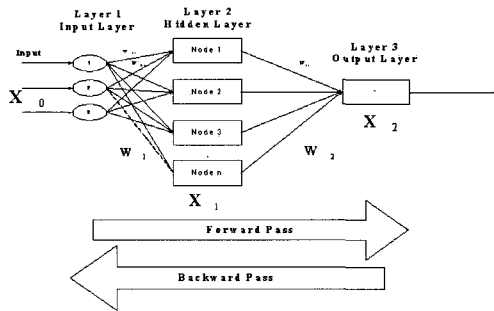 Layer 1
Input Layer
Layer 2
Hidden Layer
Layer 3
Output Layer
Input
1
Node 1
Node 2
Node 3
Node n
X 0
W 1
X 1
W 2
X 2
Forward Pass
Backward Pass